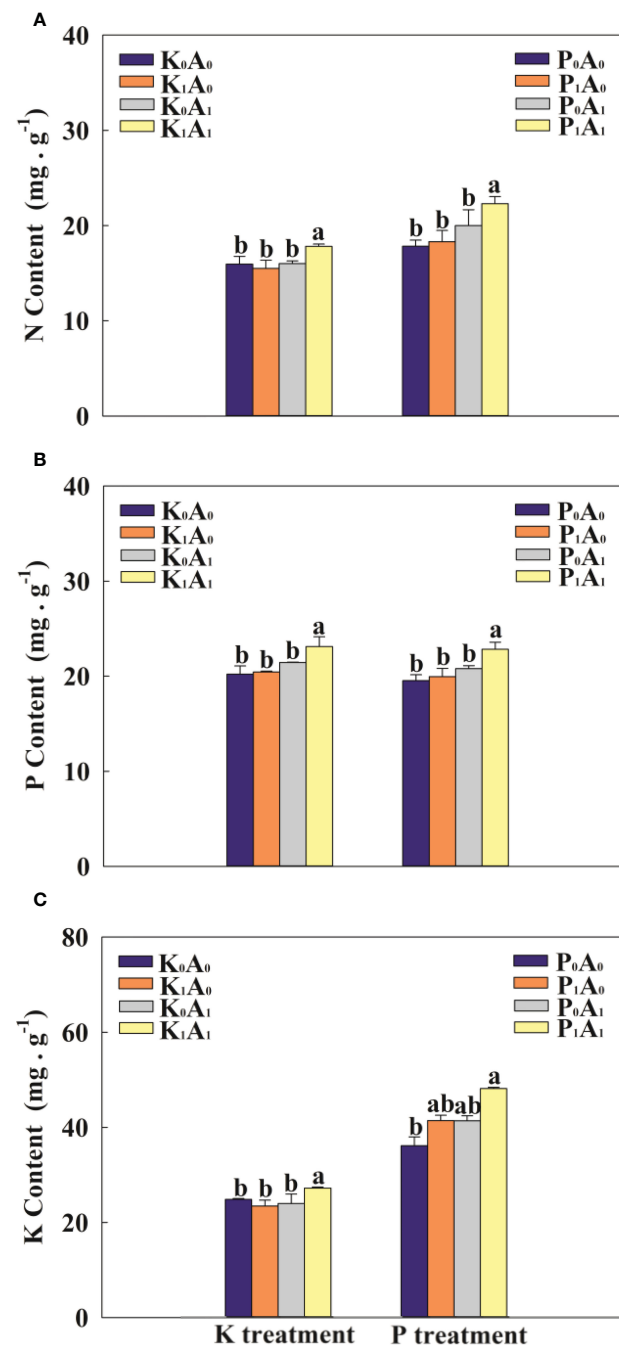 A
40
K₀A₀ P₀A₀
K₁A₀ P₁A₀
K₀A₁ P₀A₁
K₁A₁ P₁A₁
30
20
10
0
N Content (mg . g⁻¹)
b b b a b b b a
B
40
K₀A₀ P₀A₀
K₁A₀ P₁A₀
K₀A₁ P₀A₁
K₁A₁ P₁A₁
30
20
10
0
P Content (mg . g⁻¹)
b b b a b b b a
C
80
K₀A₀ P₀A₀
K₁A₀ P₁A₀
K₀A₁ P₀A₁
K₁A₁ P₁A₁
60
40
20
0
K Content (mg . g⁻¹)
b b b a b ab ab a
K treatment P treatment